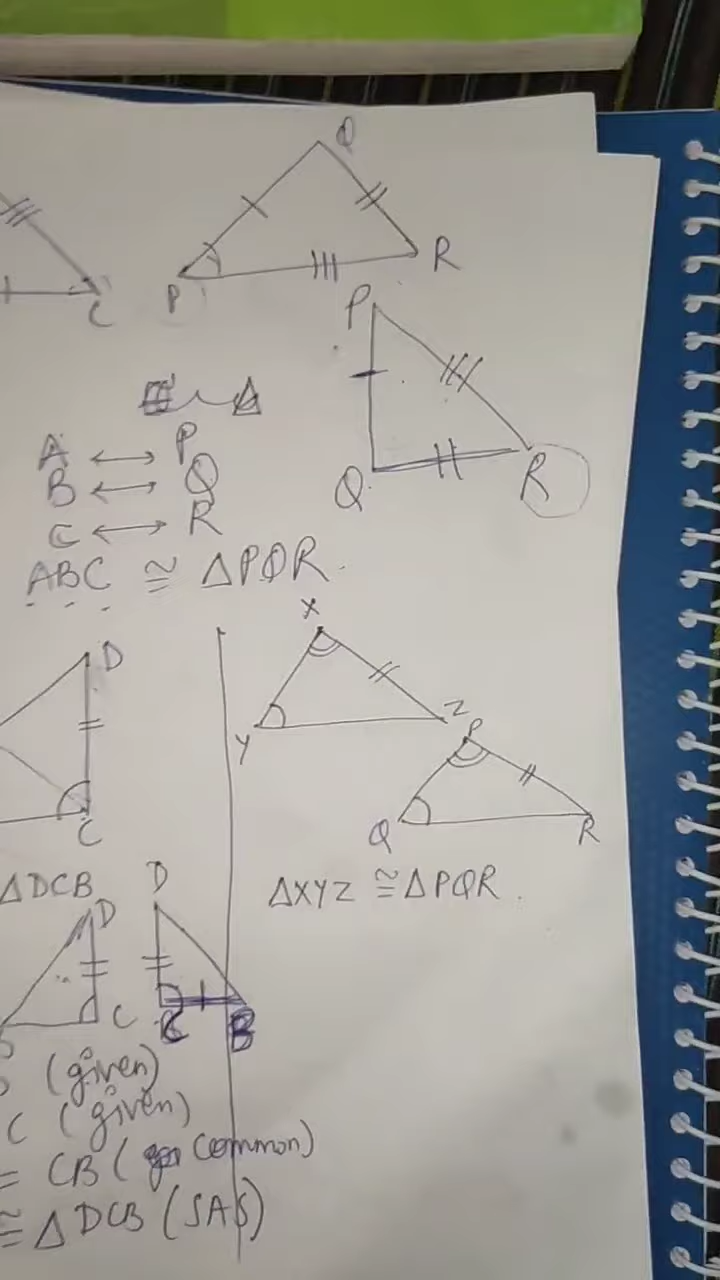 Q
P
R
C
P
Q
R
A ↔ P
B ↔ Q
C ↔ R
ABC ≅ ΔPQR.
D
C
X
Y
Z
P
Q
R
ΔDCB
ΔXYZ ≅ ΔPQR.
D
C
D
C
B
(given)
C (given)
= CB (common)
≅ ΔDCB (SAS)